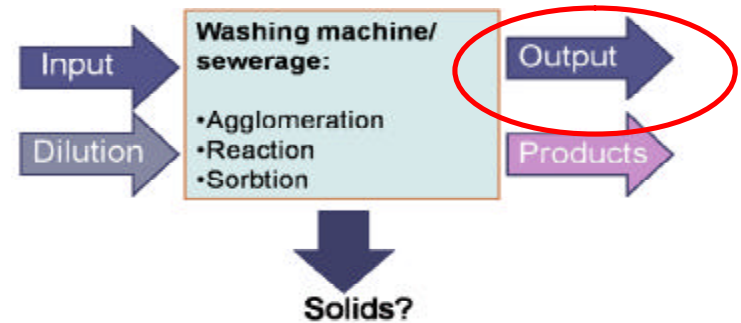 Input
Dilution
Washing machine/
sewerage:
•Agglomeration
•Reaction
•Sorbtion
Output
Products
Solids?